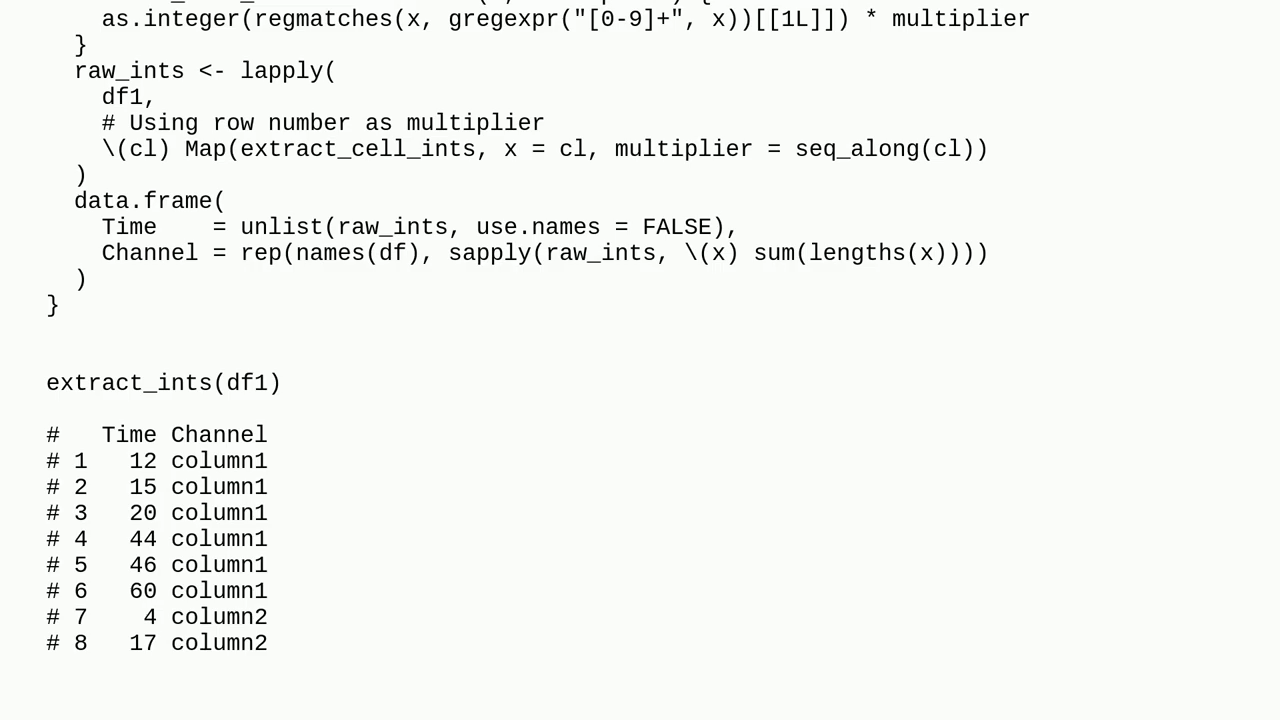 as.integer(regmatches(x, gregexpr("[0-9]+", x))[[1L]]) * multiplier
}
raw_ints <- lapply(
df1,
# Using row number as multiplier
\(cl) Map(extract_cell_ints, x = cl, multiplier = seq_along(cl))
)
data.frame(
Time    = unlist(raw_ints, use.names = FALSE),
Channel = rep(names(df), sapply(raw_ints, \(x) sum(lengths(x))))
)
}
extract_ints(df1)
#   Time Channel
# 1   12 column1
# 2   15 column1
# 3   20 column1
# 4   44 column1
# 5   46 column1
# 6   60 column1
# 7    4 column2
# 8   17 column2